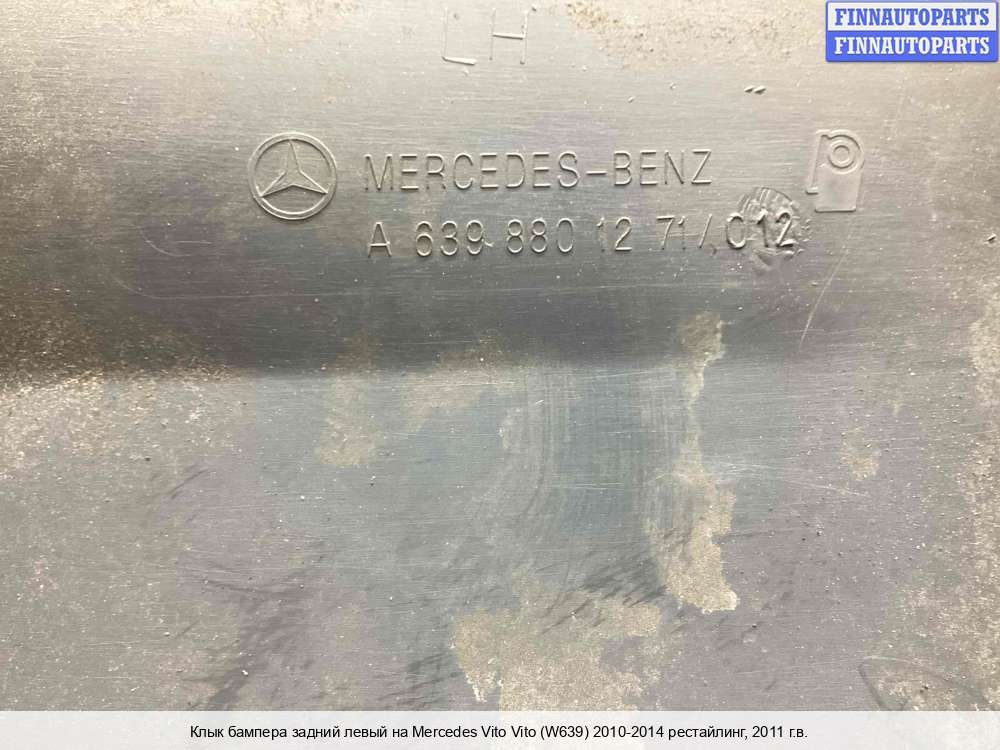 FINNAUTOPARTS
FINNAUTOPARTS
LH
MERCEDES-BENZ
A 639 880 12 71/012
Клык бампера задний левый на Mercedes Vito Vito (W639) 2010-2014 рестайлинг, 2011 г.в.